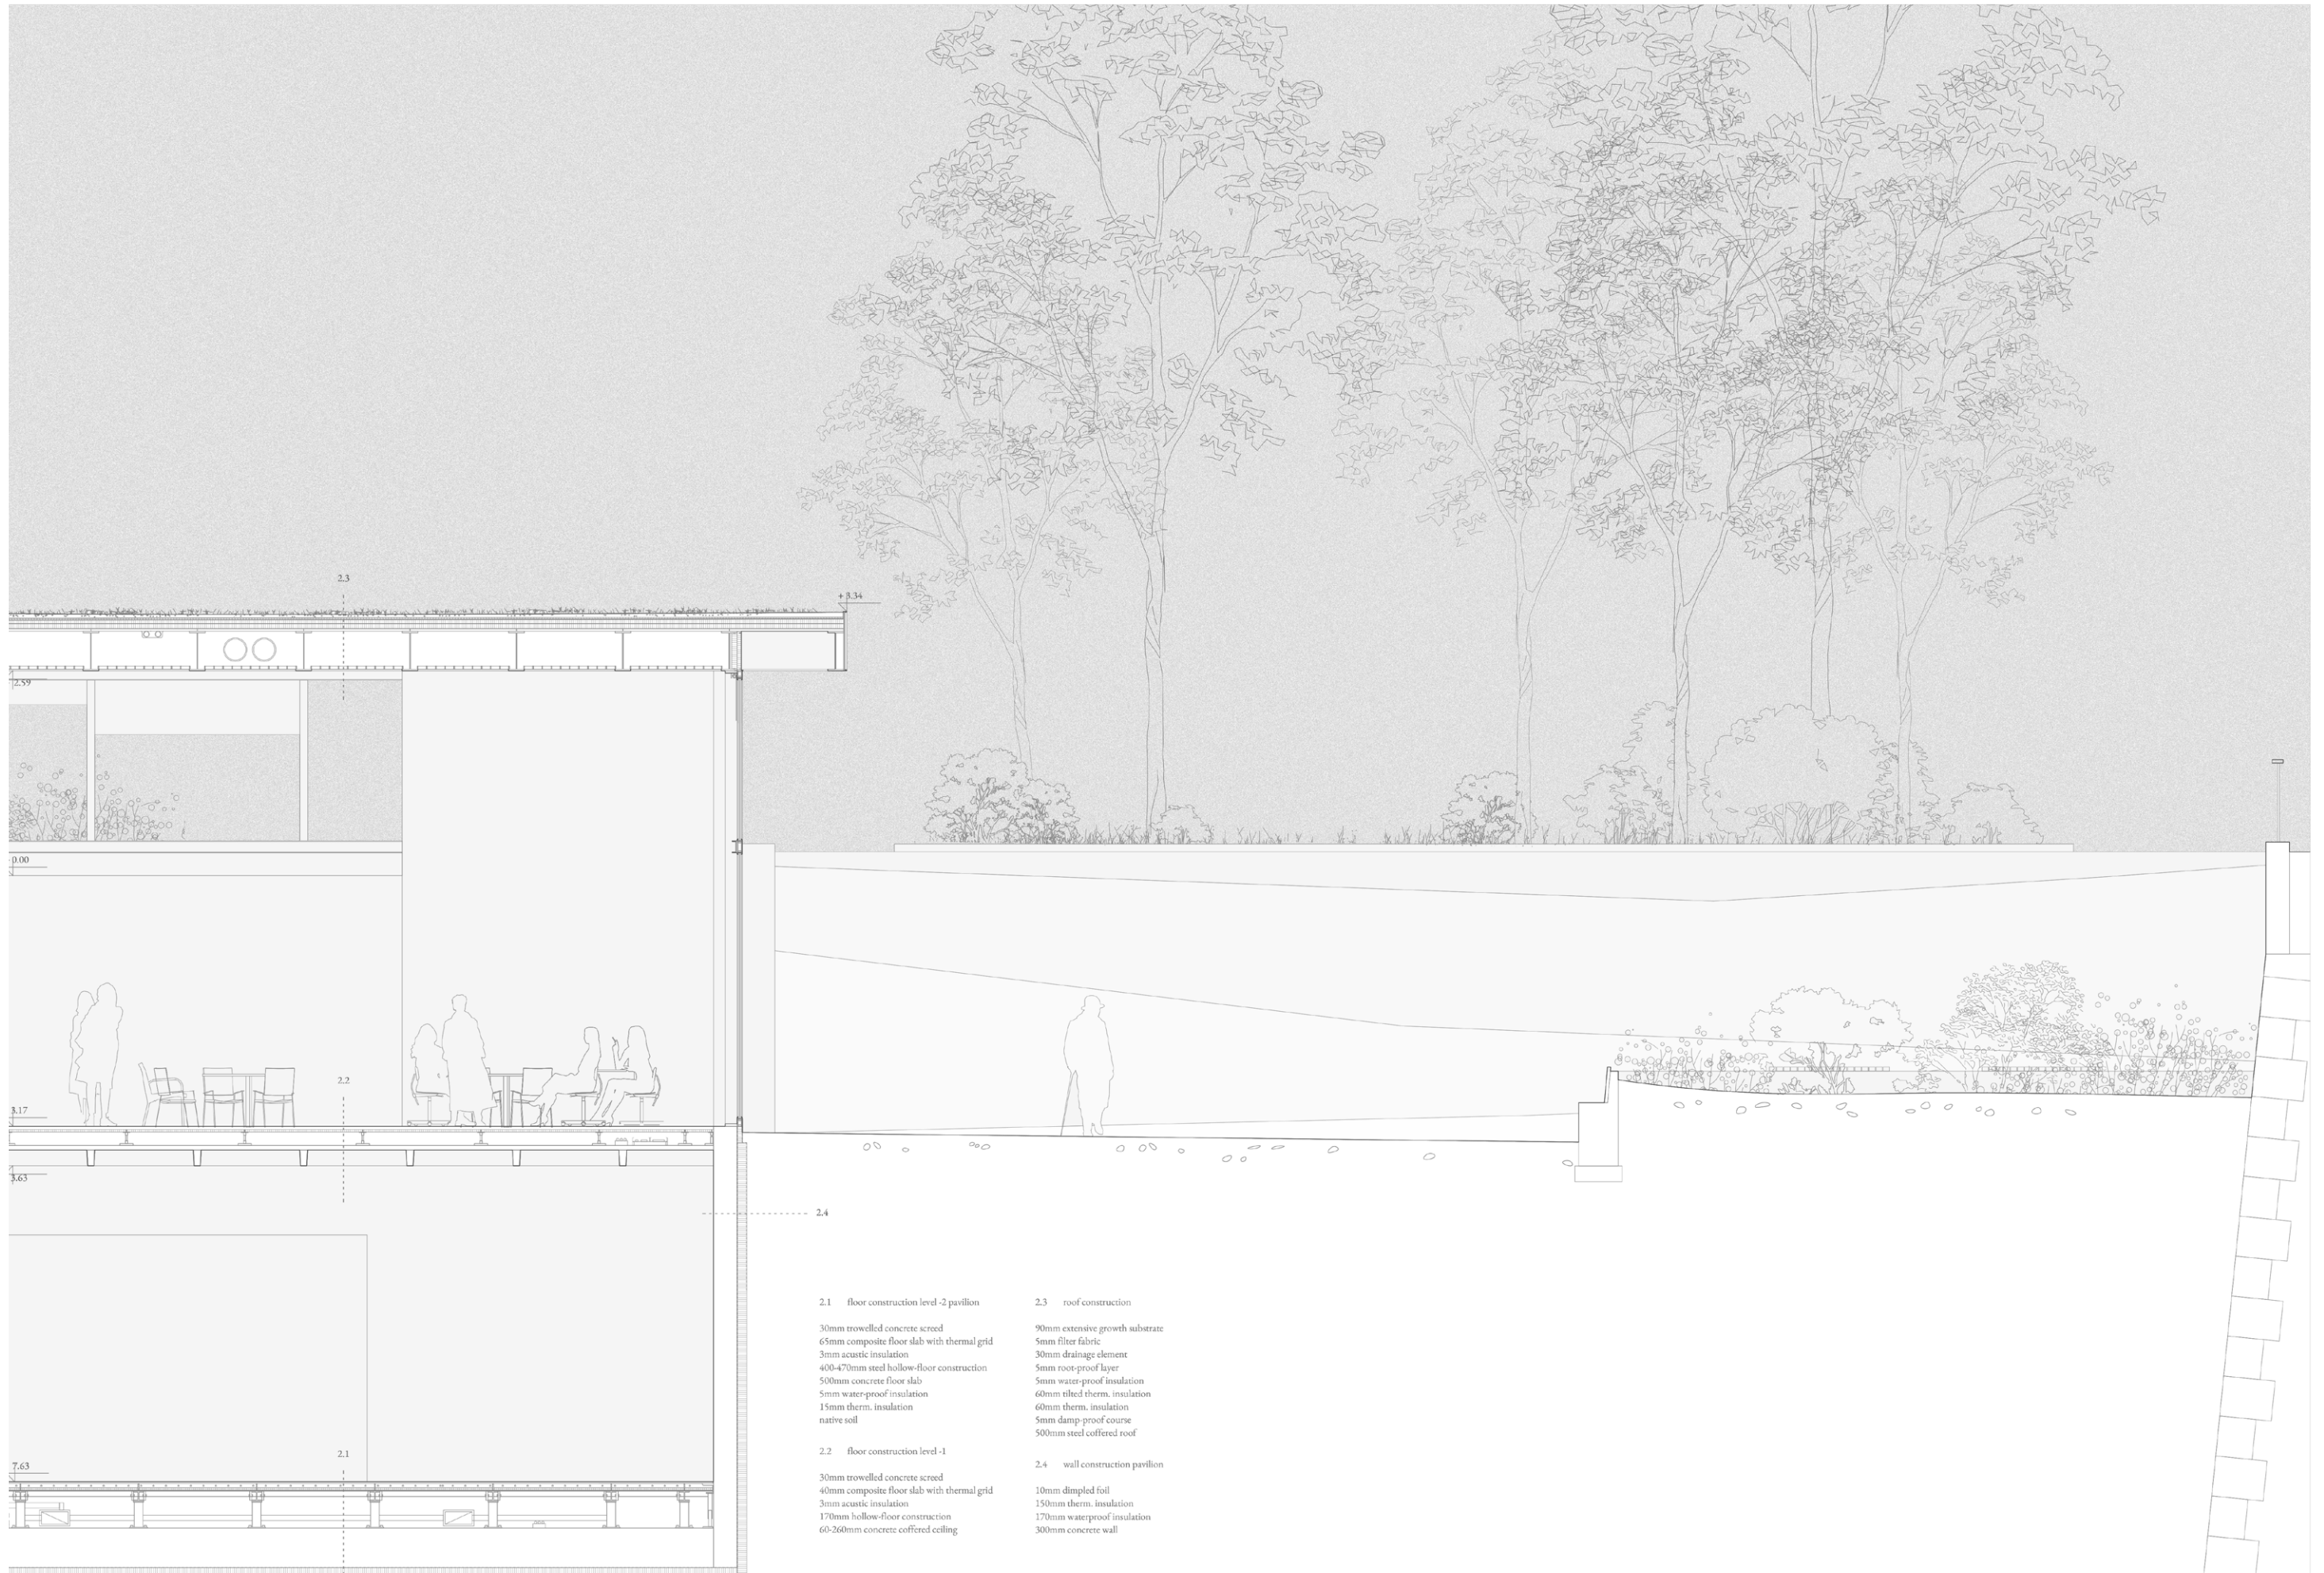 2.3
+ 3.34
2.59
0.00
2.2
3.17
3.63
2.4
2.1 floor construction level -2 pavilion
30mm trowelled concrete screed
65mm composite floor slab with thermal grid
3mm acustic insulation
400-470mm steel hollow-floor construction
500mm concrete floor slab
5mm water-proof insulation
15mm therm. insulation
native soil
2.2 floor construction level -1
30mm trowelled concrete screed
40mm composite floor slab with thermal grid
3mm acustic insulation
170mm hollow-floor construction
60-260mm concrete coffered ceiling
2.3 roof construction
90mm extensive growth substrate
5mm filter fabric
30mm drainage element
5mm root-proof layer
5mm water-proof insulation
60mm tilted therm. insulation
60mm therm. insulation
5mm damp-proof course
500mm steel coffered roof
2.4 wall construction pavilion
10mm dimpled foil
150mm therm. insulation
170mm waterproof insulation
300mm concrete wall
2.1
7.63